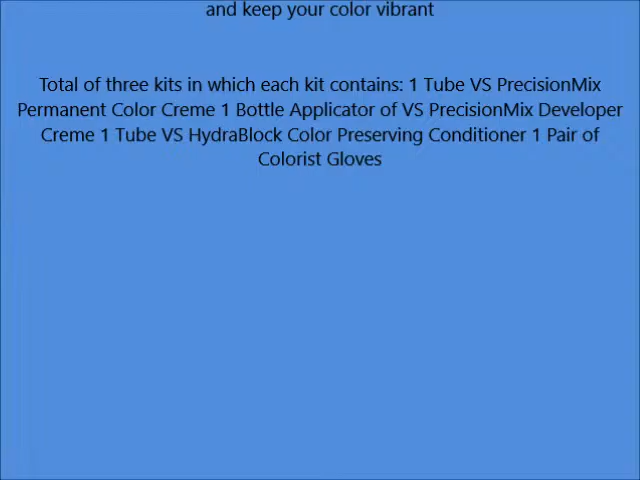 and keep your color vibrant
Total of three kits in which each kit contains: 1 Tube VS PrecisionMix
Permanent Color Creme 1 Bottle Applicator of VS PrecisionMix Developer
Creme 1 Tube VS HydraBlock Color Preserving Conditioner 1 Pair of
Colorist Gloves